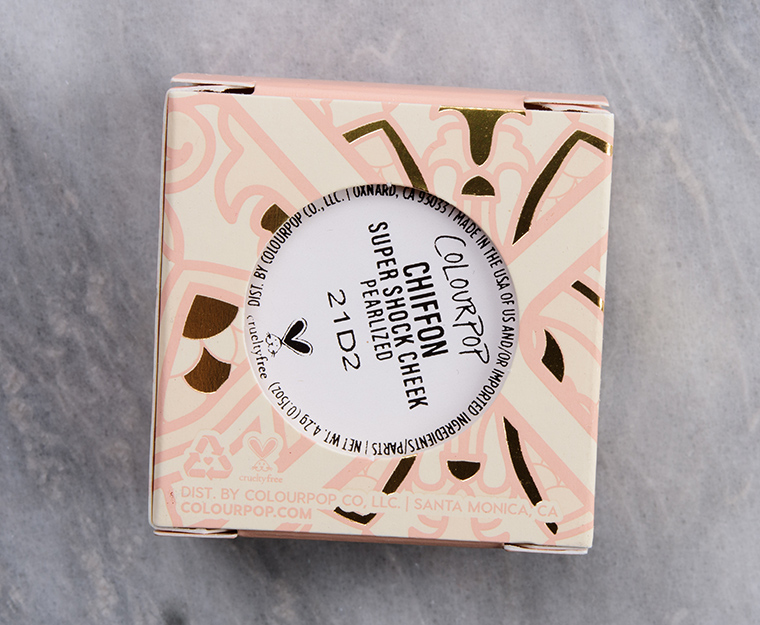 COLOURPOP
CHIFFON
SUPER SHOCK CHEEK
PEARLIZED
21D2
crueltyfree
DIST. BY COLOURPOP CO., LLC. | OXNARD, CA 93033 | MADE IN THE USA OF US AND/OR IMPORTED INGREDIENTS/PARTS | NET WT. 4.2g (0.15oz)
crueltyfree
DIST. BY COLOURPOP CO, LLC. | SANTA MONICA, CA
COLOURPOP.COM